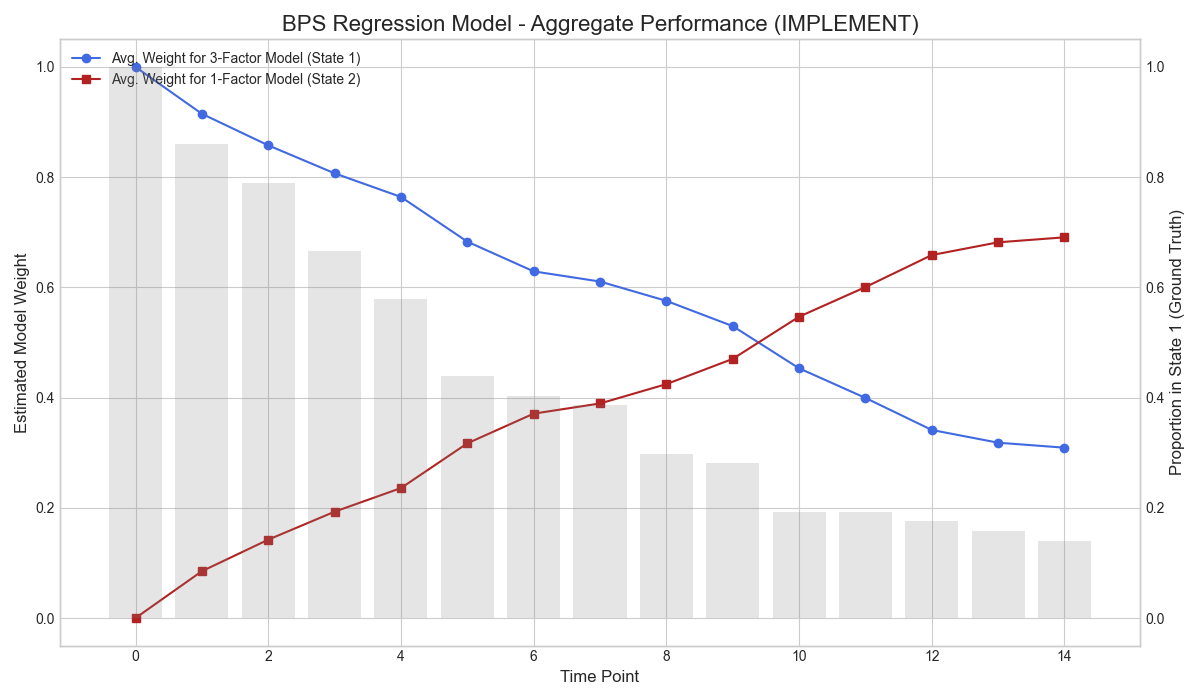 BPS Regression Model - Aggregate Performance (IMPLEMENT)
Avg. Weight for 3-Factor Model (State 1)
Avg. Weight for 1-Factor Model (State 2)
Estimated Model Weight
1.0
0.8
0.6
0.4
0.2
0.0
1.0
0.8
0.6
0.4
0.2
0.0
Proportion in State 1 (Ground Truth)
0 2 4 6 8 10 12 14
Time Point